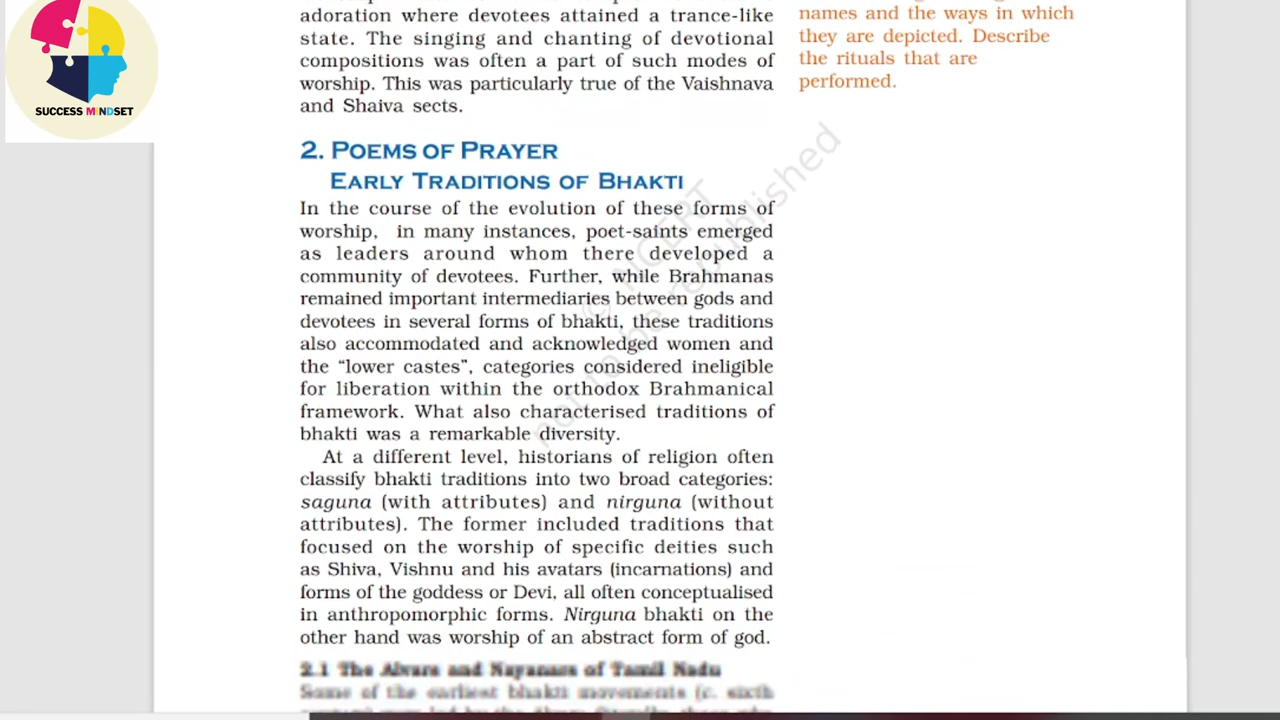 adoration where devotees attained a trance-like
state. The singing and chanting of devotional
compositions was often a part of such modes of
worship. This was particularly true of the Vaishnava
and Shaiva sects.
names and the ways in which
they are depicted. Describe
the rituals that are
performed.
SUCCESS MINDSET
2. POEMS OF PRAYER
EARLY TRADITIONS OF BHAKTI
In the course of the evolution of these forms of
worship, in many instances, poet-saints emerged
as leaders around whom there developed a
community of devotees. Further, while Brahmanas
remained important intermediaries between gods and
devotees in several forms of bhakti, these traditions
also accommodated and acknowledged women and
the “lower castes”, categories considered ineligible
for liberation within the orthodox Brahmanical
framework. What also characterised traditions of
bhakti was a remarkable diversity.
At a different level, historians of religion often
classify bhakti traditions into two broad categories:
saguna (with attributes) and nirguna (without
attributes). The former included traditions that
focused on the worship of specific deities such
as Shiva, Vishnu and his avatars (incarnations) and
forms of the goddess or Devi, all often conceptualised
in anthropomorphic forms. Nirguna bhakti on the
other hand was worship of an abstract form of god.
2.1 The Alvars and Nayanars of Tamil Nadu
Some of the earliest bhakti movements (c. sixth
© NCERT
not to be republished